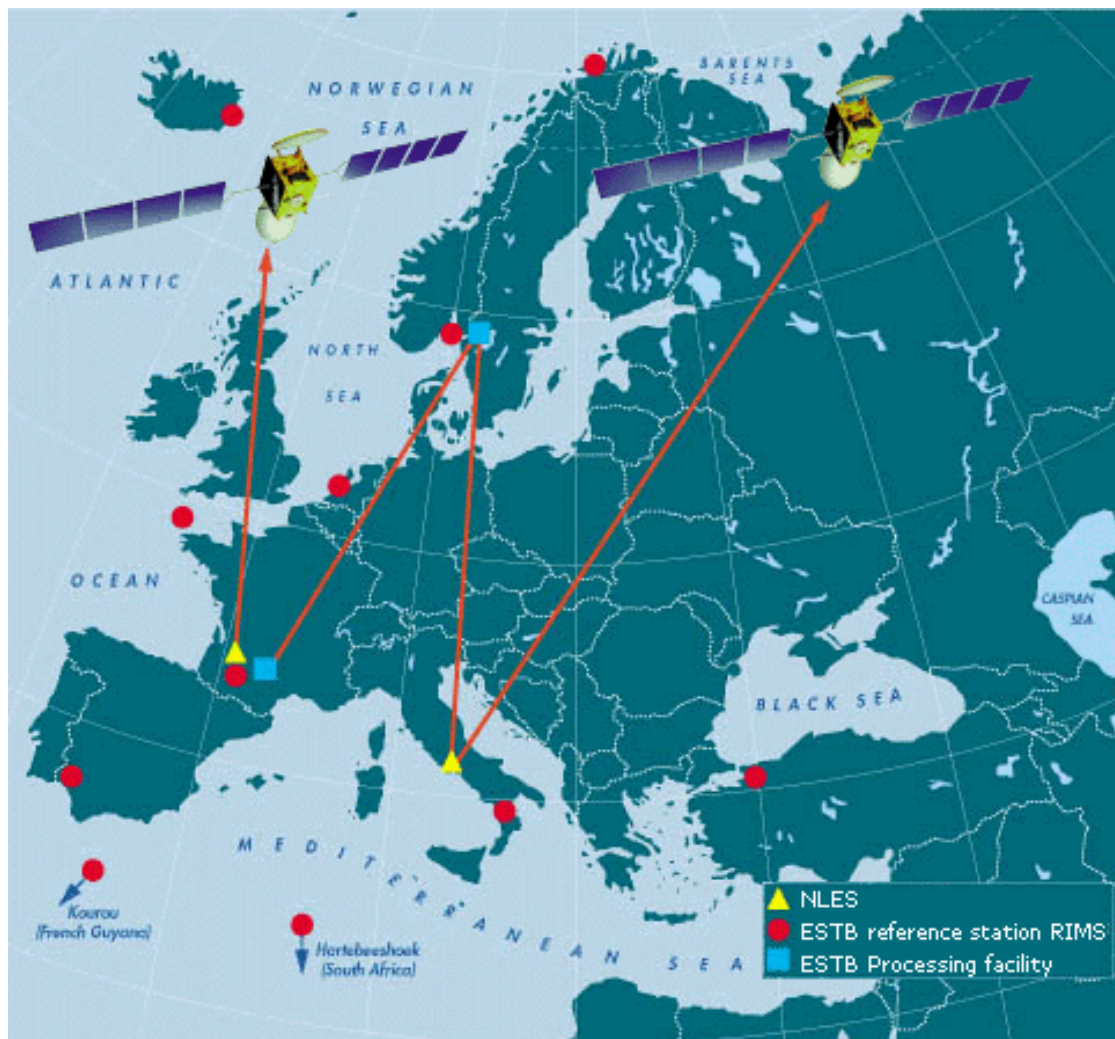 NORWEGIAN
SEA
BARENTS
SEA
ATLANTIC
NORTH
SEA
OCEAN
CASPIAN
SEA
BLACK SEA
MEDITERRANEAN SEA
Kourou
(French Guyana)
Hartebeeshoek
(South Africa)
NLES
ESTB reference station RIMS
ESTB Processing facility